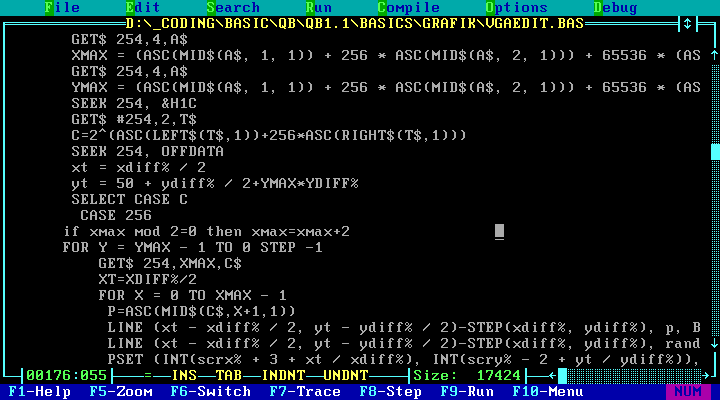 File Edit Search Run Compile Options Debug
D:\_CODING\BASIC\QB\QB1.1\BASICS\GRAFIK\VGAEDIT.BAS
GET$ 254,4,A$
XMAX = (ASC(MID$(A$, 1, 1)) + 256 * ASC(MID$(A$, 2, 1))) + 65536 * (AS
GET$ 254,4,A$
YMAX = (ASC(MID$(A$, 1, 1)) + 256 * ASC(MID$(A$, 2, 1))) + 65536 * (AS
SEEK 254, &H1C
GET$ #254,2,T$
C=2^(ASC(LEFT$(T$,1))+256*ASC(RIGHT$(T$,1)))
SEEK 254, OFFDATA
xt = xdiff% / 2
yt = 50 + ydiff% / 2+YMAX*YDIFF%
SELECT CASE C
CASE 256
if xmax mod 2=0 then xmax=xmax+2
FOR Y = YMAX - 1 TO 0 STEP -1
GET$ 254,XMAX,C$
XT=XDIFF%/2
FOR X = 0 TO XMAX - 1
P=ASC(MID$(C$,X+1,1))
LINE (xt - xdiff% / 2, yt - ydiff% / 2)-STEP(xdiff%, ydiff%), p, B
LINE (xt - xdiff% / 2, yt - ydiff% / 2)-STEP(xdiff%, ydiff%), rand
PSET (INT(scrx% + 3 + xt / xdiff%), INT(scry% - 2 + yt / ydiff%)),
00176:055 INS TAB INDNT UNDNT Size: 17424
F1-Help F5-Zoom F6-Switch F7-Trace F8-Step F9-Run F10-Menu NUM